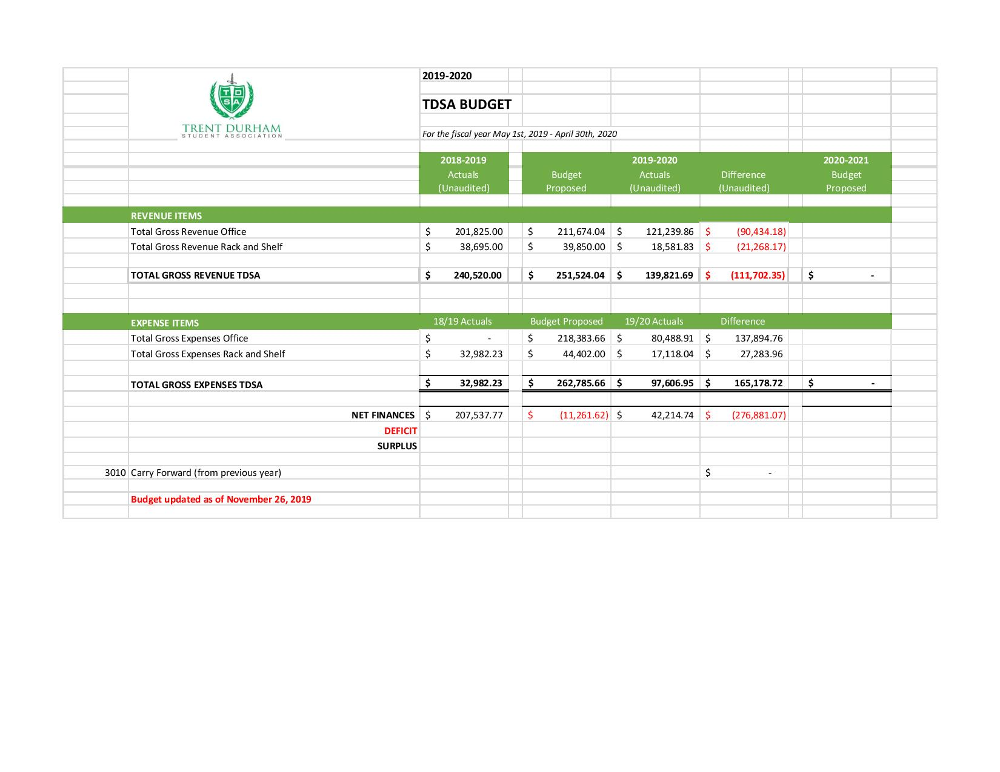 2019-2020
TDSA BUDGET
T D
S A
TRENT DURHAM
STUDENT ASSOCIATION
For the fiscal year May 1st, 2019 - April 30th, 2020
2018-2019 2019-2020 2020-2021
Actuals Budget Actuals Difference Budget
(Unaudited) Proposed (Unaudited) (Unaudited) Proposed
REVENUE ITEMS
Total Gross Revenue Office $ 201,825.00 $ 211,674.04 $ 121,239.86 $ (90,434.18)
Total Gross Revenue Rack and Shelf $ 38,695.00 $ 39,850.00 $ 18,581.83 $ (21,268.17)
TOTAL GROSS REVENUE TDSA $ 240,520.00 $ 251,524.04 $ 139,821.69 $ (111,702.35) $ -
EXPENSE ITEMS 18/19 Actuals Budget Proposed 19/20 Actuals Difference
Total Gross Expenses Office $ - $ 218,383.66 $ 80,488.91 $ 137,894.76
Total Gross Expenses Rack and Shelf $ 32,982.23 $ 44,402.00 $ 17,118.04 $ 27,283.96
TOTAL GROSS EXPENSES TDSA $ 32,982.23 $ 262,785.66 $ 97,606.95 $ 165,178.72 $ -
NET FINANCES $ 207,537.77 $ (11,261.62) $ 42,214.74 $ (276,881.07)
DEFICIT
SURPLUS
3010 Carry Forward (from previous year) $ -
Budget updated as of November 26, 2019